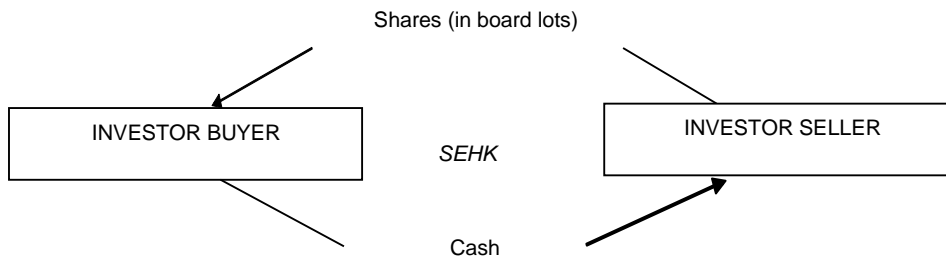 Shares (in board lots)
INVESTOR BUYER
INVESTOR SELLER
SEHK
Cash